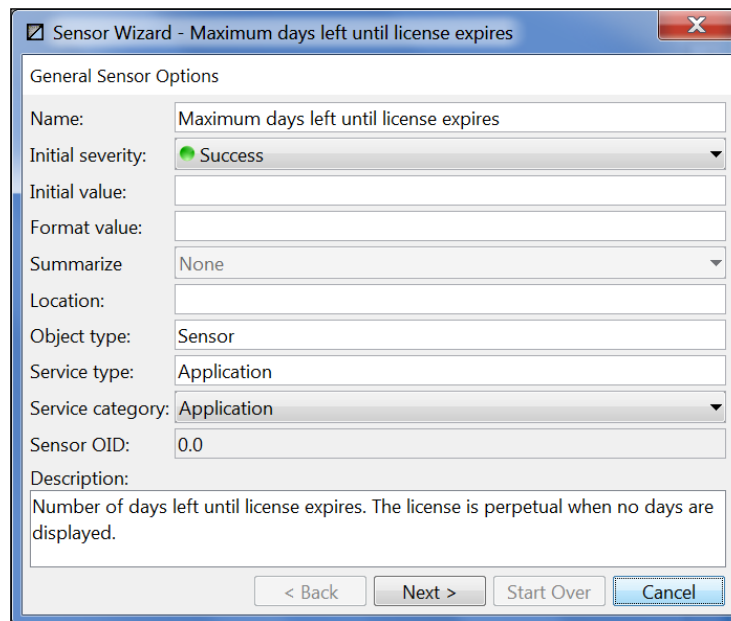 Sensor Wizard - Maximum days left until license expires
X
General Sensor Options
Name: Maximum days left until license expires
Initial severity: Success
Initial value:
Format value:
Summarize None
Location:
Object type: Sensor
Service type: Application
Service category: Application
Sensor OID: 0.0
Description:
Number of days left until license expires. The license is perpetual when no days are
displayed.
< Back Next > Start Over Cancel